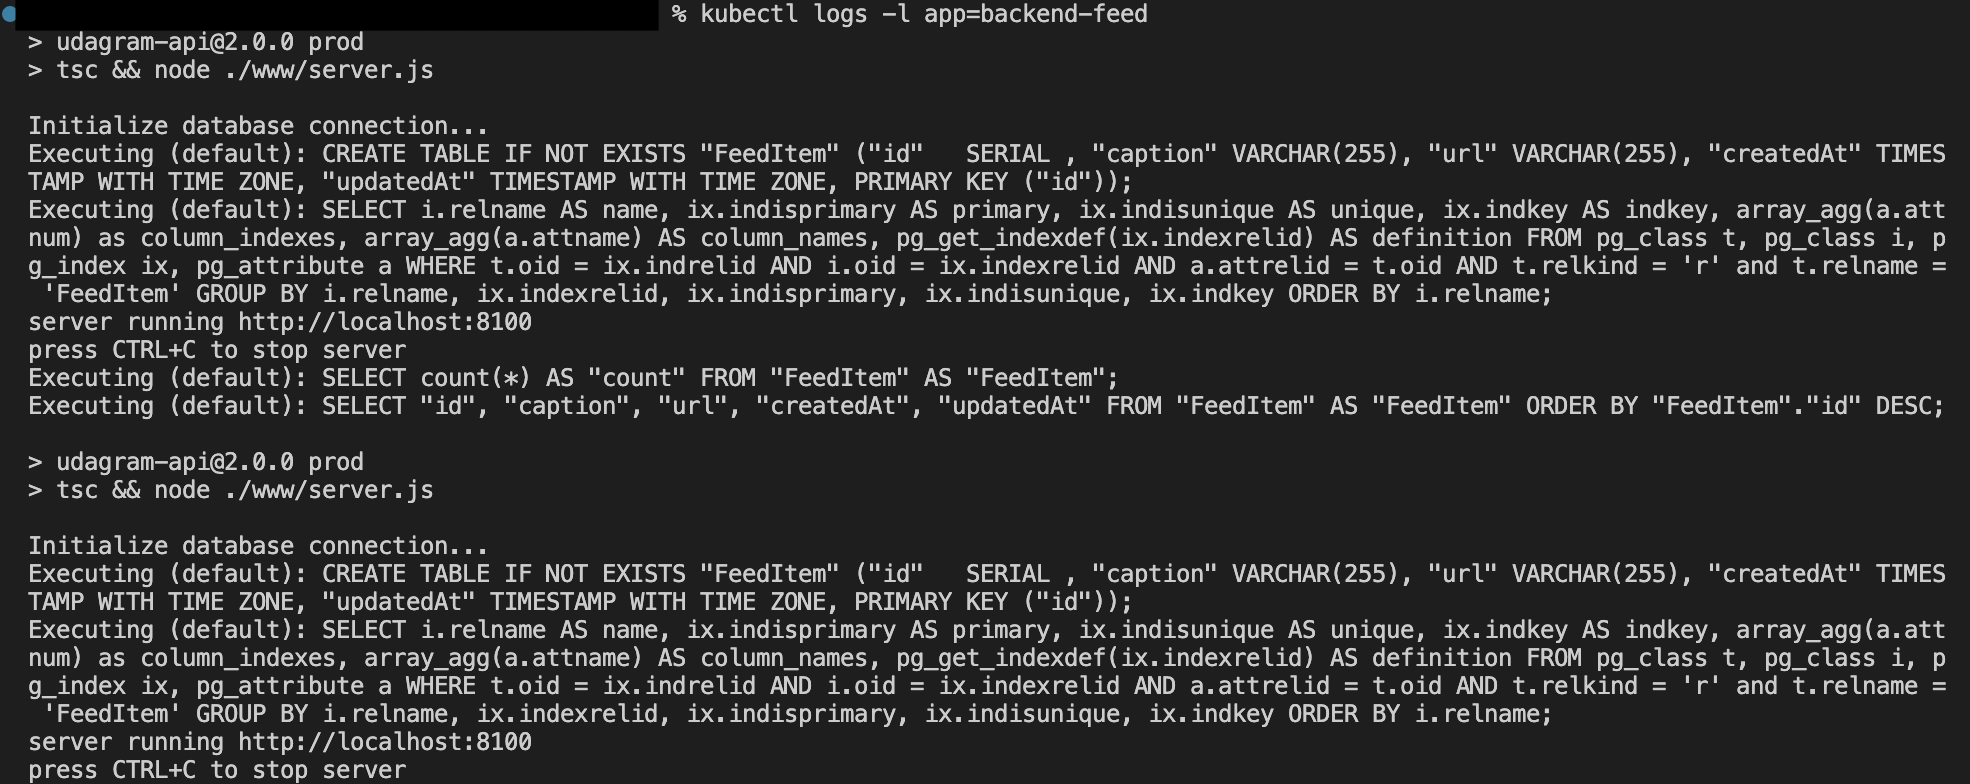 % kubectl logs -l app=backend-feed
> udagram-api@2.0.0 prod
> tsc && node ./www/server.js
Initialize database connection...
Executing (default): CREATE TABLE IF NOT EXISTS "FeedItem" ("id"   SERIAL , "caption" VARCHAR(255), "url" VARCHAR(255), "createdAt" TIMES
TAMP WITH TIME ZONE, "updatedAt" TIMESTAMP WITH TIME ZONE, PRIMARY KEY ("id"));
Executing (default): SELECT i.relname AS name, ix.indisprimary AS primary, ix.indisunique AS unique, ix.indkey AS indkey, array_agg(a.att
num) as column_indexes, array_agg(a.attname) AS column_names, pg_get_indexdef(ix.indexrelid) AS definition FROM pg_class t, pg_class i, p
g_index ix, pg_attribute a WHERE t.oid = ix.indrelid AND i.oid = ix.indexrelid AND a.attrelid = t.oid AND t.relkind = 'r' and t.relname =
 'FeedItem' GROUP BY i.relname, ix.indexrelid, ix.indisprimary, ix.indisunique, ix.indkey ORDER BY i.relname;
server running http://localhost:8100
press CTRL+C to stop server
Executing (default): SELECT count(*) AS "count" FROM "FeedItem" AS "FeedItem";
Executing (default): SELECT "id", "caption", "url", "createdAt", "updatedAt" FROM "FeedItem" AS "FeedItem" ORDER BY "FeedItem"."id" DESC;
> udagram-api@2.0.0 prod
> tsc && node ./www/server.js
Initialize database connection...
Executing (default): CREATE TABLE IF NOT EXISTS "FeedItem" ("id"   SERIAL , "caption" VARCHAR(255), "url" VARCHAR(255), "createdAt" TIMES
TAMP WITH TIME ZONE, "updatedAt" TIMESTAMP WITH TIME ZONE, PRIMARY KEY ("id"));
Executing (default): SELECT i.relname AS name, ix.indisprimary AS primary, ix.indisunique AS unique, ix.indkey AS indkey, array_agg(a.att
num) as column_indexes, array_agg(a.attname) AS column_names, pg_get_indexdef(ix.indexrelid) AS definition FROM pg_class t, pg_class i, p
g_index ix, pg_attribute a WHERE t.oid = ix.indrelid AND i.oid = ix.indexrelid AND a.attrelid = t.oid AND t.relkind = 'r' and t.relname =
 'FeedItem' GROUP BY i.relname, ix.indexrelid, ix.indisprimary, ix.indisunique, ix.indkey ORDER BY i.relname;
server running http://localhost:8100
press CTRL+C to stop server